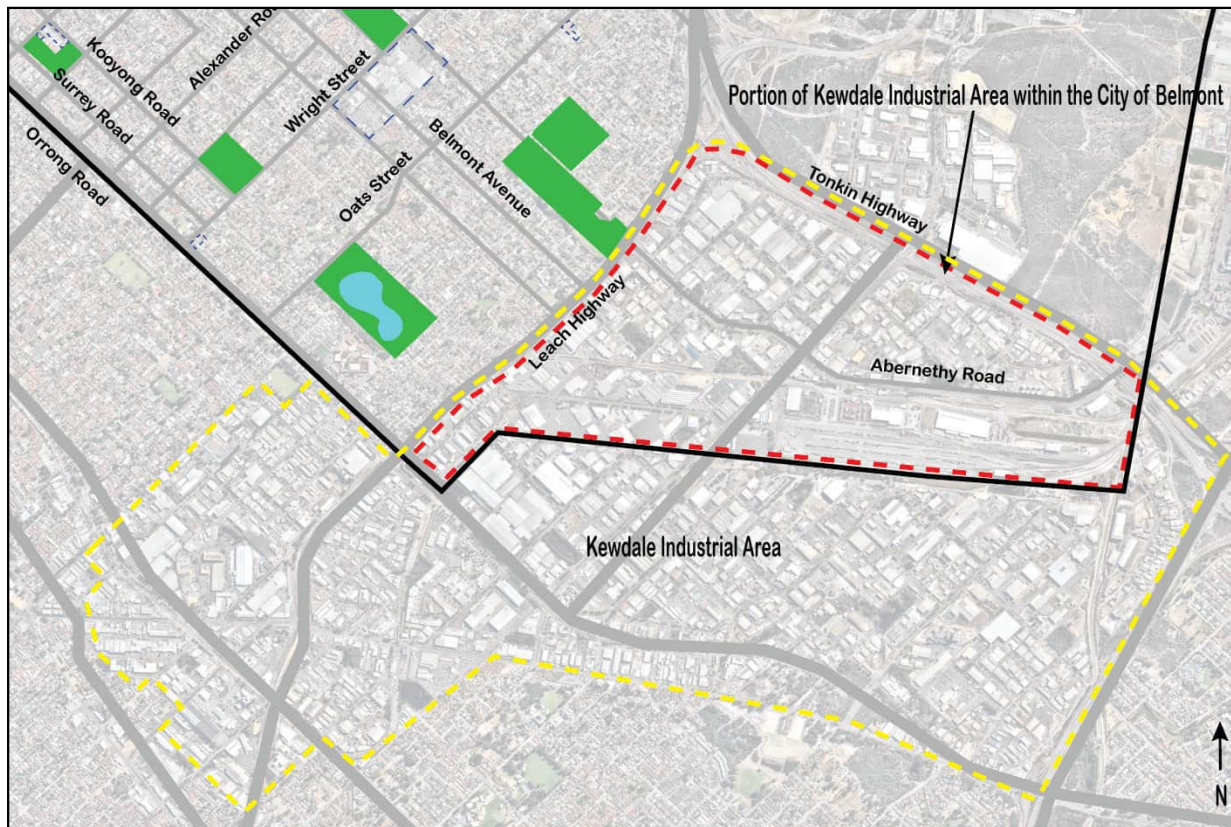 Alexander Roa
Kooyong Road
Wright Street
Surrey Road
Portion of Kewdale Industrial Area within the City of Belmont
Orrong Road
Belmont Avenue
Oats Street
Tonkin Highway
Leach Highway
Abernethy Road
Kewdale Industrial Area
N